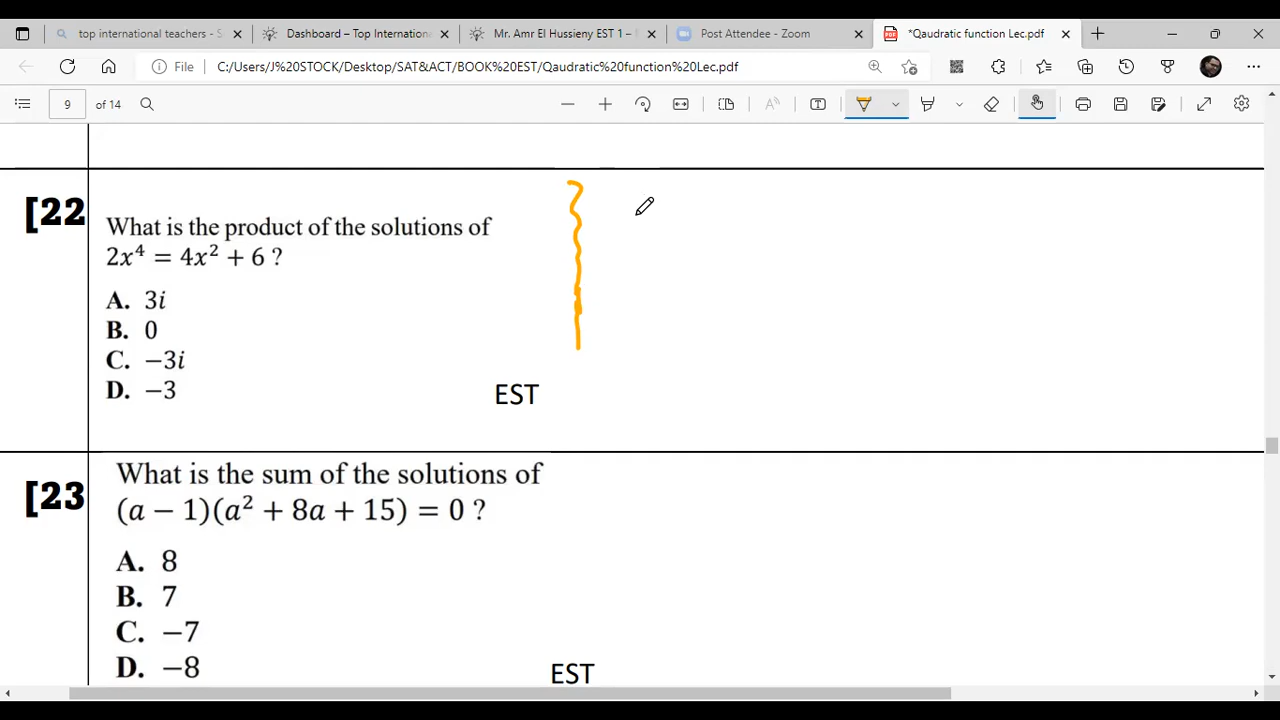 top international teachers - S
Dashboard – Top Internationa
Mr. Amr El Hussieny EST 1 –
Post Attendee - Zoom
*Qaudratic function Lec.pdf
File
C:/Users/J%20STOCK/Desktop/SAT&ACT/BOOK%20EST/Qaudratic%20function%20Lec.pdf
9 of 14
[22
What is the product of the solutions of
2x⁴ = 4x² + 6 ?
A. 3i
B. 0
C. −3i
D. −3
EST
[23
What is the sum of the solutions of
(a − 1)(a² + 8a + 15) = 0 ?
A. 8
B. 7
C. −7
D. −8
EST